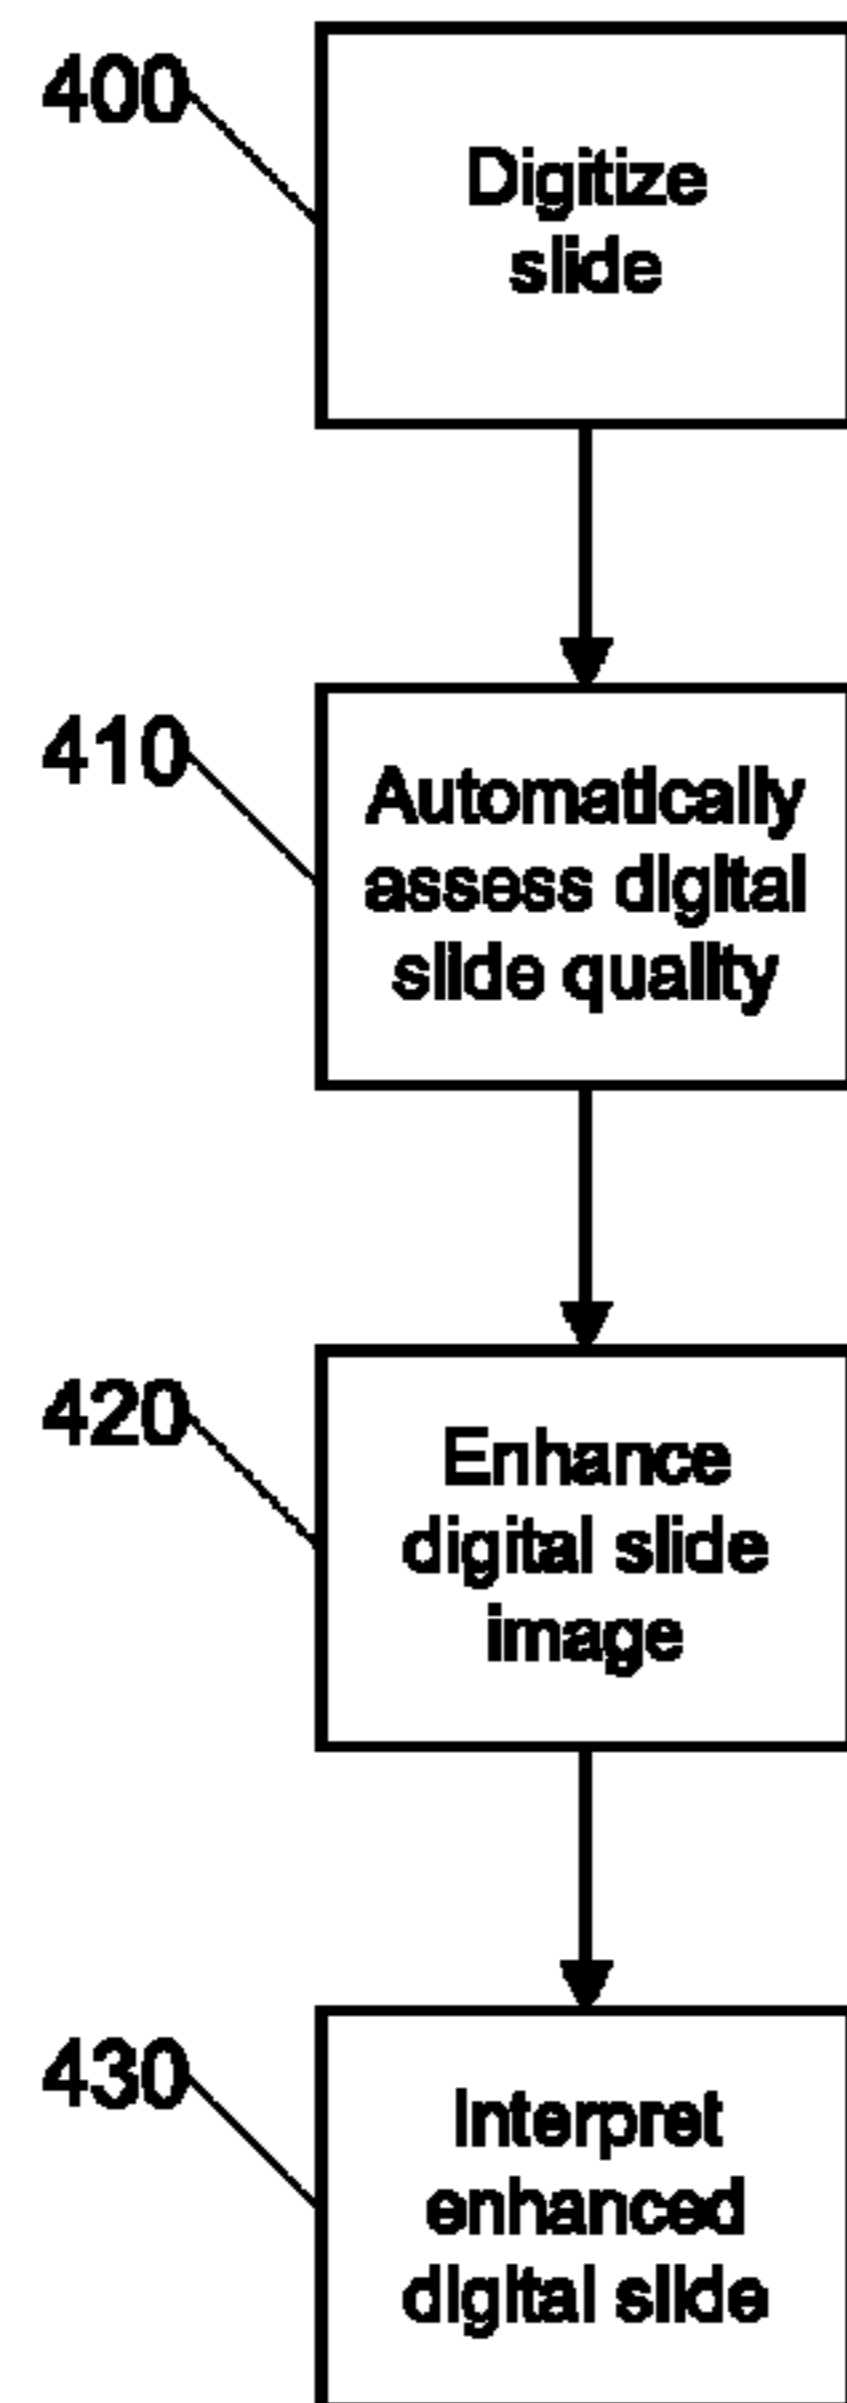 400
Digitize
slide
410
Automatically
assess digital
slide quality
420
Enhance
digital slide
image
430
Interpret
enhanced
digital slide